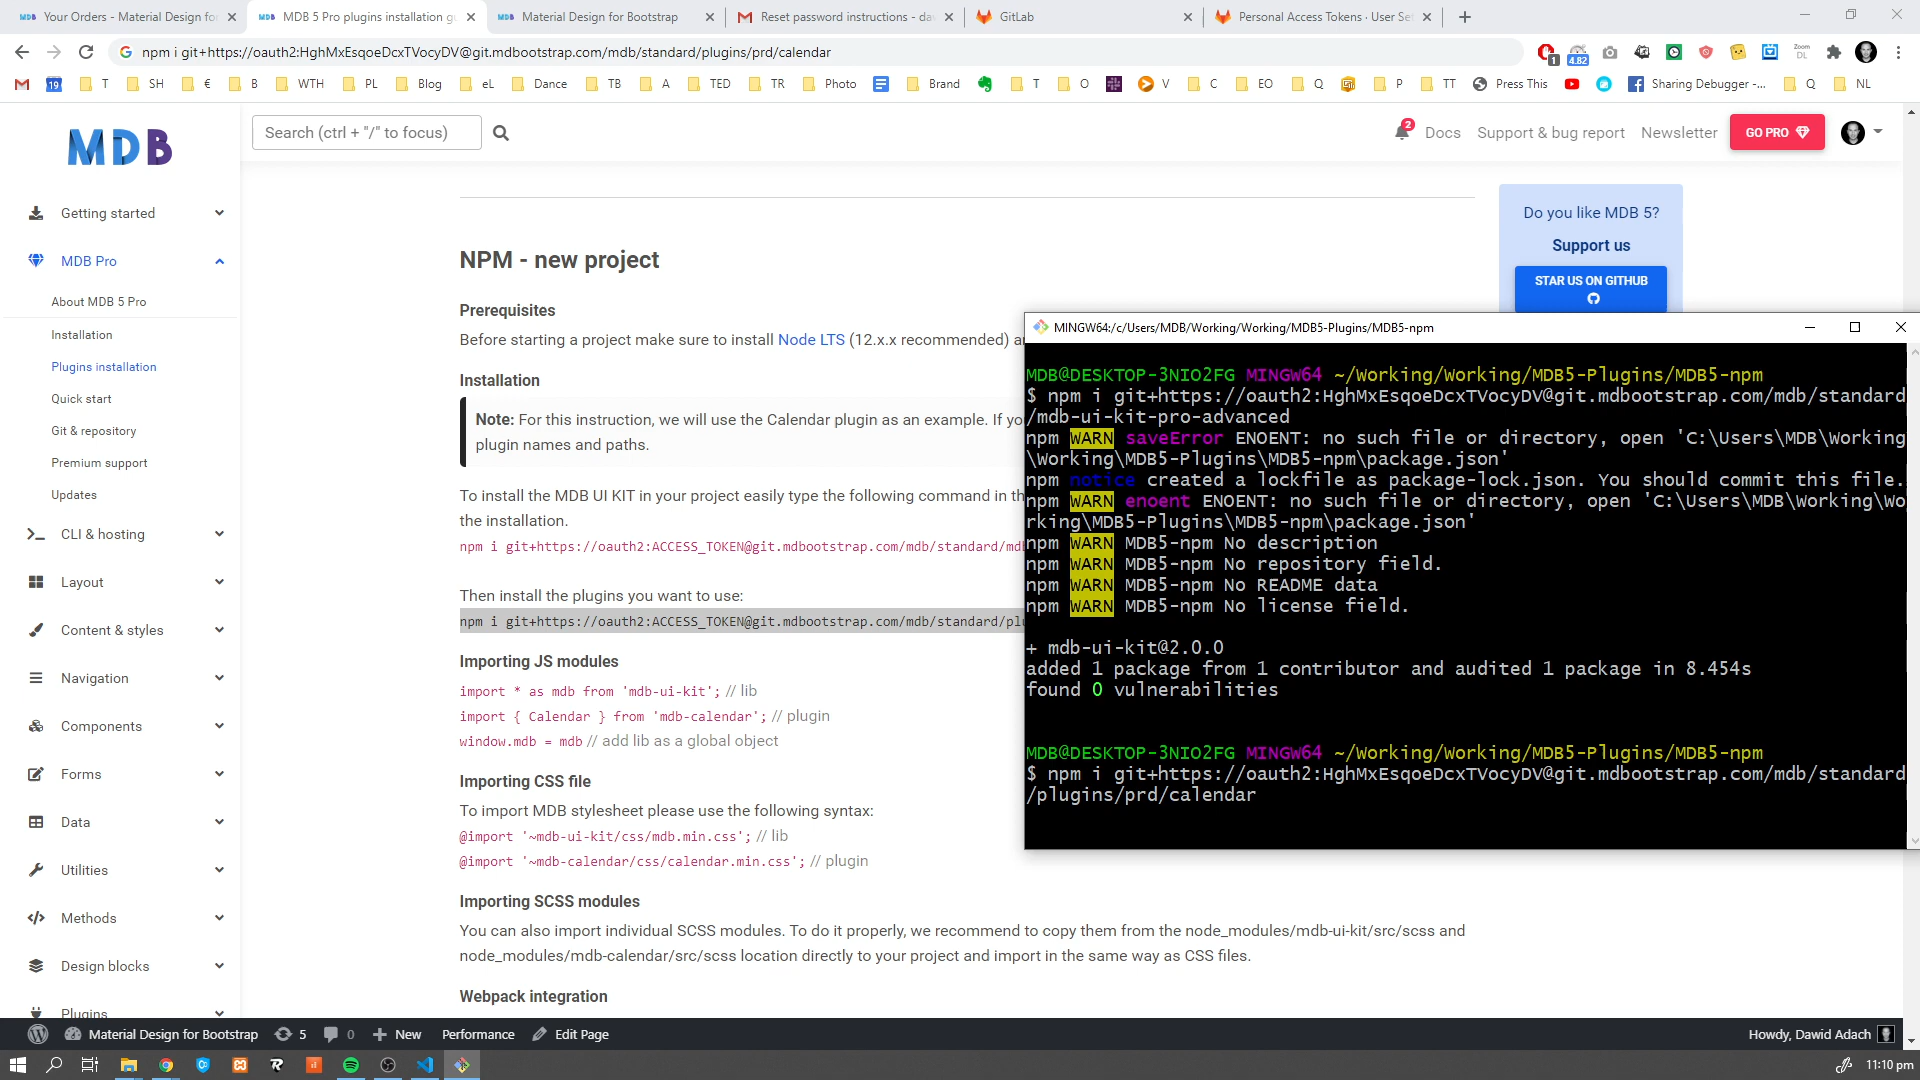 Your Orders - Material Design fo
MDB 5 Pro plugins installation gu
Material Design for Bootstrap
Reset password instructions - da
GitLab
Personal Access Tokens · User Se
npm i git+https://oauth2:HghMxEsqoeDcxTVocyDV@git.mdbootstrap.com/mdb/standard/plugins/prd/calendar
1
4.82
Zoom
DL
19
T
SH
€
B
WTH
PL
Blog
eL
Dance
TB
A
TED
TR
Photo
Brand
T
O
V
C
EO
Q
P
TT
Press This
Sharing Debugger -...
Q
NL
MDB
Search (ctrl + "/" to focus)
2
Docs
Support & bug report
Newsletter
GO PRO
Getting started
MDB Pro
About MDB 5 Pro
Installation
Plugins installation
Quick start
Git & repository
Premium support
Updates
CLI & hosting
Layout
Content & styles
Navigation
Components
Forms
Data
Utilities
Methods
Design blocks
Plugins
NPM - new project
Prerequisites
Before starting a project make sure to install Node LTS (12.x.x recommended) a
Installation
Note: For this instruction, we will use the Calendar plugin as an example. If yo
plugin names and paths.
To install the MDB UI KIT in your project easily type the following command in th
the installation.
npm i git+https://oauth2:ACCESS_TOKEN@git.mdbootstrap.com/mdb/standard/md
Then install the plugins you want to use:
npm i git+https://oauth2:ACCESS_TOKEN@git.mdbootstrap.com/mdb/standard/plu
Importing JS modules
import * as mdb from 'mdb-ui-kit'; // lib
import { Calendar } from 'mdb-calendar'; // plugin
window.mdb = mdb // add lib as a global object
Importing CSS file
To import MDB stylesheet please use the following syntax:
@import '~mdb-ui-kit/css/mdb.min.css'; // lib
@import '~mdb-calendar/css/calendar.min.css'; // plugin
Importing SCSS modules
You can also import individual SCSS modules. To do it properly, we recommend to copy them from the node_modules/mdb-ui-kit/src/scss and
node_modules/mdb-calendar/src/scss location directly to your project and import in the same way as CSS files.
Webpack integration
Do you like MDB 5?
Support us
STAR US ON GITHUB
MINGW64:/c/Users/MDB/Working/Working/MDB5-Plugins/MDB5-npm
MDB@DESKTOP-3NIO2FG MINGW64 ~/Working/Working/MDB5-Plugins/MDB5-npm
$ npm i git+https://oauth2:HghMxEsqoeDcxTVocyDV@git.mdbootstrap.com/mdb/standard
/mdb-ui-kit-pro-advanced
npm WARN saveError ENOENT: no such file or directory, open 'C:\Users\MDB\Working
\Working\MDB5-Plugins\MDB5-npm\package.json'
npm notice created a lockfile as package-lock.json. You should commit this file.
npm WARN enoent ENOENT: no such file or directory, open 'C:\Users\MDB\Working\Wo
rking\MDB5-Plugins\MDB5-npm\package.json'
npm WARN MDB5-npm No description
npm WARN MDB5-npm No repository field.
npm WARN MDB5-npm No README data
npm WARN MDB5-npm No license field.
+ mdb-ui-kit@2.0.0
added 1 package from 1 contributor and audited 1 package in 8.454s
found 0 vulnerabilities
MDB@DESKTOP-3NIO2FG MINGW64 ~/Working/Working/MDB5-Plugins/MDB5-npm
$ npm i git+https://oauth2:HghMxEsqoeDcxTVocyDV@git.mdbootstrap.com/mdb/standard
/plugins/prd/calendar
Material Design for Bootstrap
5
0
New
Performance
Edit Page
Howdy, Dawid Adach
11:10 pm